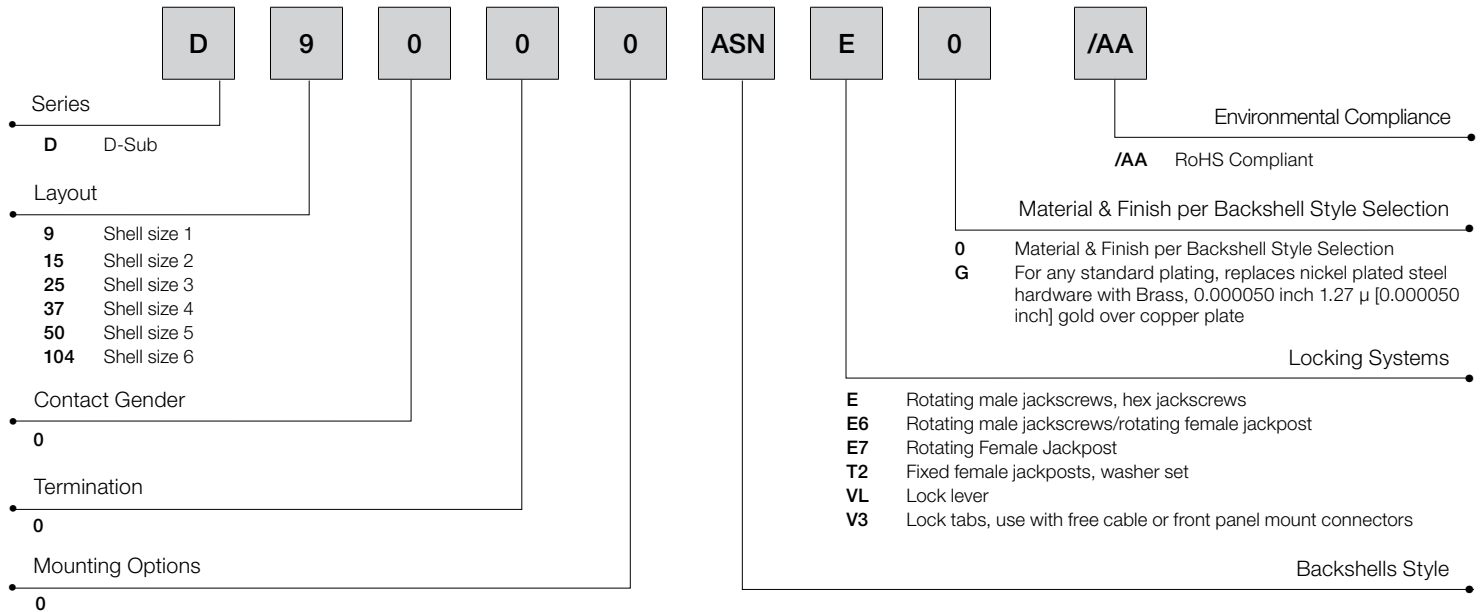 D 9 0 0 0 ASN E 0 /AA
Series
D D-Sub
Layout
9 Shell size 1
15 Shell size 2
25 Shell size 3
37 Shell size 4
50 Shell size 5
104 Shell size 6
Contact Gender
0
Termination
0
Mounting Options
0
Environmental Compliance
/AA RoHS Compliant
Material & Finish per Backshell Style Selection
0 Material & Finish per Backshell Style Selection
G For any standard plating, replaces nickel plated steel
hardware with Brass, 0.000050 inch 1.27 μ [0.000050
inch] gold over copper plate
Locking Systems
E Rotating male jackscrews, hex jackscrews
E6 Rotating male jackscrews/rotating female jackpost
E7 Rotating Female Jackpost
T2 Fixed female jackposts, washer set
VL Lock lever
V3 Lock tabs, use with free cable or front panel mount connectors
Backshells Style